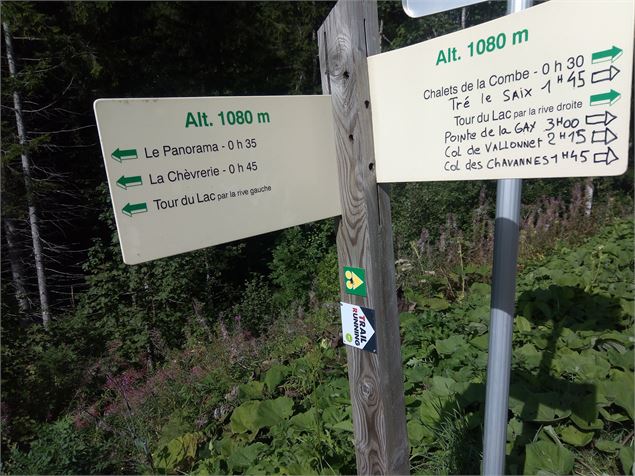 Alt. 1080 m
Le Panorama - 0 h 35
La Chèvrerie - 0 h 45
Tour du Lac par la rive gauche
Alt. 1080 m
Chalets de la Combe - 0 h 30
TRÉ LE SAIX 1H45
Tour du Lac par la rive droite
POINTE DE LA GAY 3H00
COL DE VALLONNET 2H15
COL DES CHAVANNES 1H45
TRAIL
RUNNING